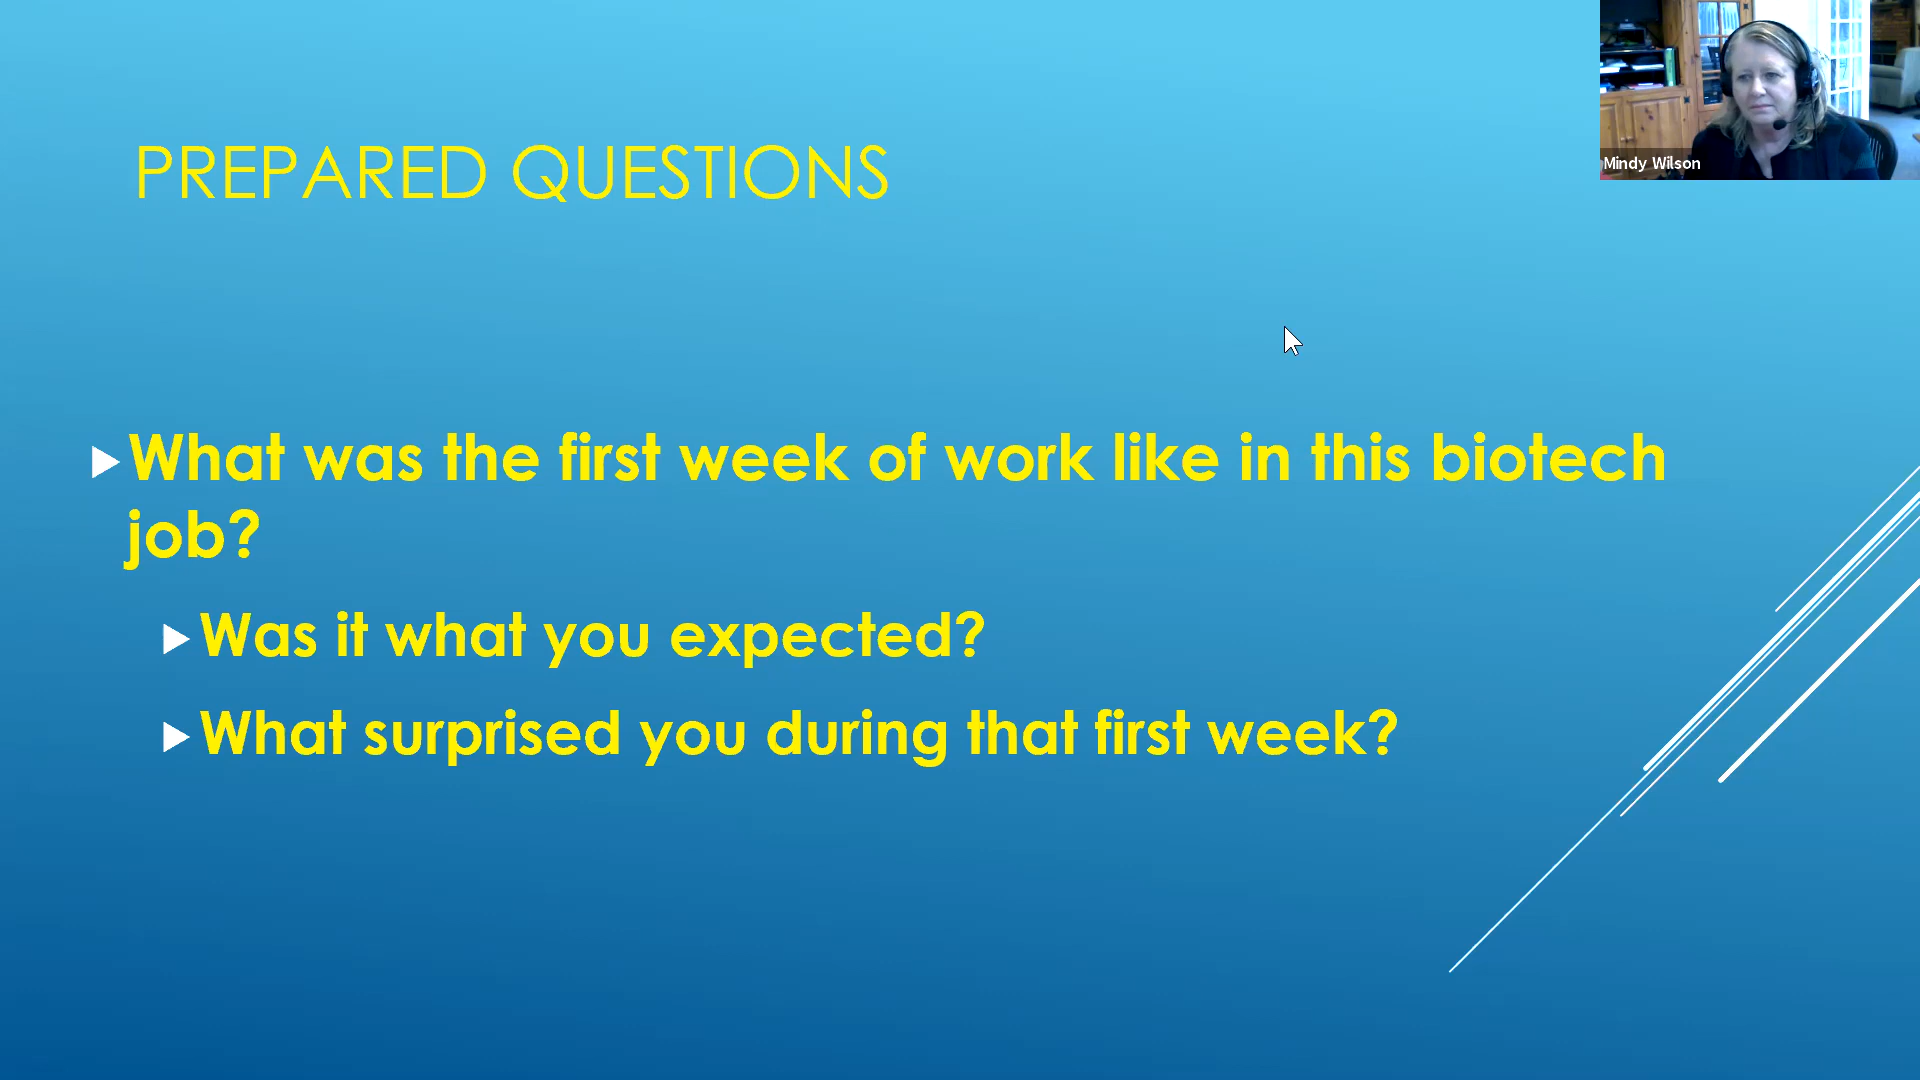 PREPARED QUESTIONS
What was the first week of work like in this biotech
job?
Was it what you expected?
What surprised you during that first week?
Mindy Wilson